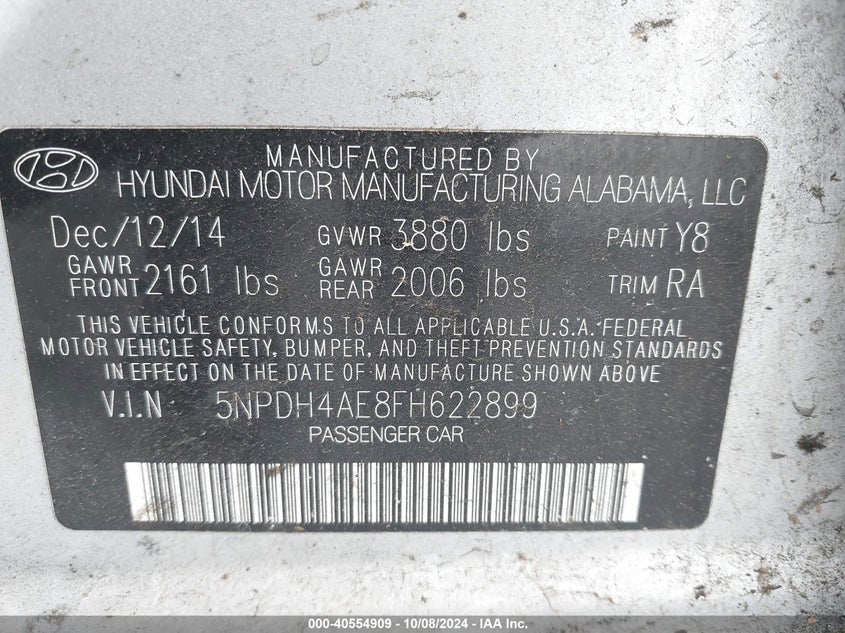 MANUFACTURED BY
HYUNDAI MOTOR MANUFACTURING ALABAMA, LLC
Dec/12/14 GVWR 3880 lbs PAINT Y8
GAWR FRONT 2161 lbs GAWR REAR 2006 lbs TRIM RA
THIS VEHICLE CONFORMS TO ALL APPLICABLE U.S.A. FEDERAL
MOTOR VEHICLE SAFETY, BUMPER, AND THEFT PREVENTION STANDARDS
IN EFFECT ON THE DATE OF MANUFACTURE SHOWN ABOVE
V.I.N 5NPDH4AE8FH622899
PASSENGER CAR
000-40554909 - 10/08/2024 - IAA Inc.